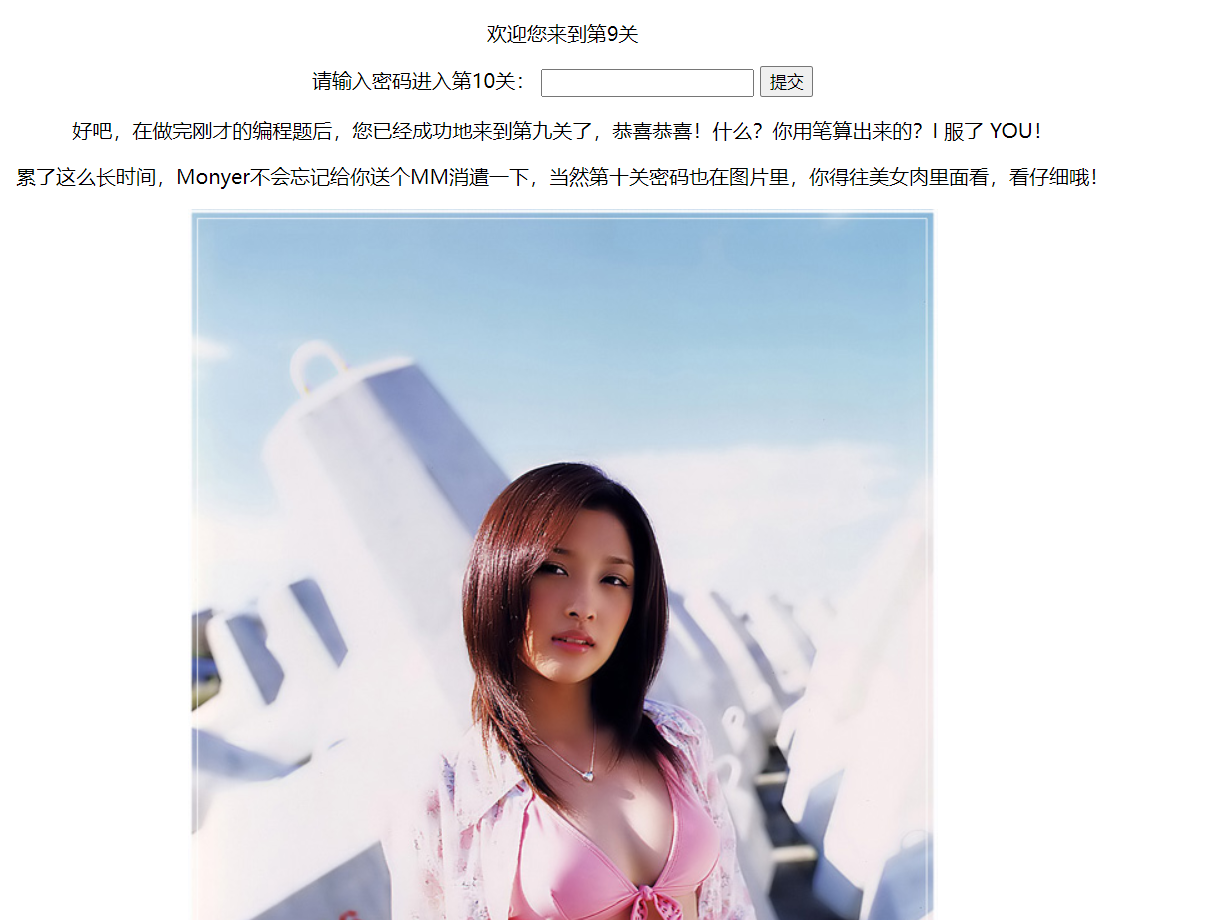 欢迎您来到第9关
请输入密码进入第10关： 提交
好吧，在做完刚才的编程题后，您已经成功地来到第九关了，恭喜恭喜！什么？你用笔算出来的？I 服了 YOU！
累了这么长时间，Monyer不会忘记给你送个MM消遣一下，当然第十关密码也在图片里，你得往美女肉里面看，看仔细哦！